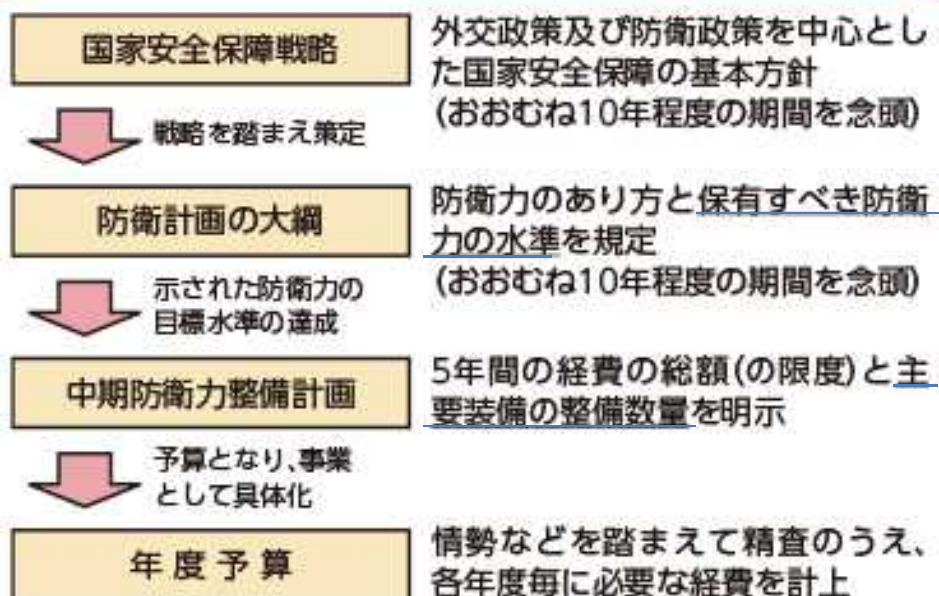 国家安全保障戦略
外交政策及び防衛政策を中心とし
た国家安全保障の基本方針
(おおむね10年程度の期間を念頭)
戦略を踏まえ策定
防衛計画の大綱
防衛力のあり方と保有すべき防衛
力の水準を規定
(おおむね10年程度の期間を念頭)
示された防衛力の
目標水準の達成
中期防衛力整備計画
5年間の経費の総額(の限度)と主
要装備の整備数量を明示
予算となり、事業
として具体化
年度予算
情勢などを踏まえて精査のうえ、
各年度毎に必要な経費を計上